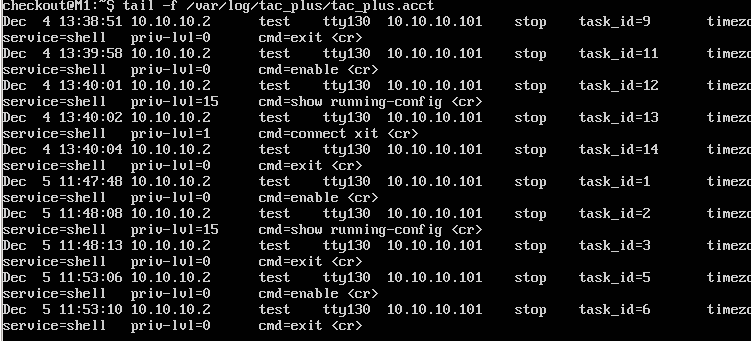 checkout@M1:~$ tail -f /var/log/tac_plus/tac_plus.acct
Dec  4 13:38:51 10.10.10.2      test    tty130  10.10.10.101    stop    task_id=9       timezo
service=shell   priv-lvl=0      cmd=exit <cr>
Dec  4 13:39:58 10.10.10.2      test    tty130  10.10.10.101    stop    task_id=11      timezo
service=shell   priv-lvl=0      cmd=enable <cr>
Dec  4 13:40:01 10.10.10.2      test    tty130  10.10.10.101    stop    task_id=12      timezo
service=shell   priv-lvl=15     cmd=show running-config <cr>
Dec  4 13:40:02 10.10.10.2      test    tty130  10.10.10.101    stop    task_id=13      timezo
service=shell   priv-lvl=1      cmd=connect xit <cr>
Dec  4 13:40:04 10.10.10.2      test    tty130  10.10.10.101    stop    task_id=14      timezo
service=shell   priv-lvl=0      cmd=exit <cr>
Dec  5 11:47:48 10.10.10.2      test    tty130  10.10.10.101    stop    task_id=1       timezo
service=shell   priv-lvl=0      cmd=enable <cr>
Dec  5 11:48:08 10.10.10.2      test    tty130  10.10.10.101    stop    task_id=2       timezo
service=shell   priv-lvl=15     cmd=show running-config <cr>
Dec  5 11:48:13 10.10.10.2      test    tty130  10.10.10.101    stop    task_id=3       timezo
service=shell   priv-lvl=0      cmd=exit <cr>
Dec  5 11:53:06 10.10.10.2      test    tty130  10.10.10.101    stop    task_id=5       timezo
service=shell   priv-lvl=0      cmd=enable <cr>
Dec  5 11:53:10 10.10.10.2      test    tty130  10.10.10.101    stop    task_id=6       timezo
service=shell   priv-lvl=0      cmd=exit <cr>